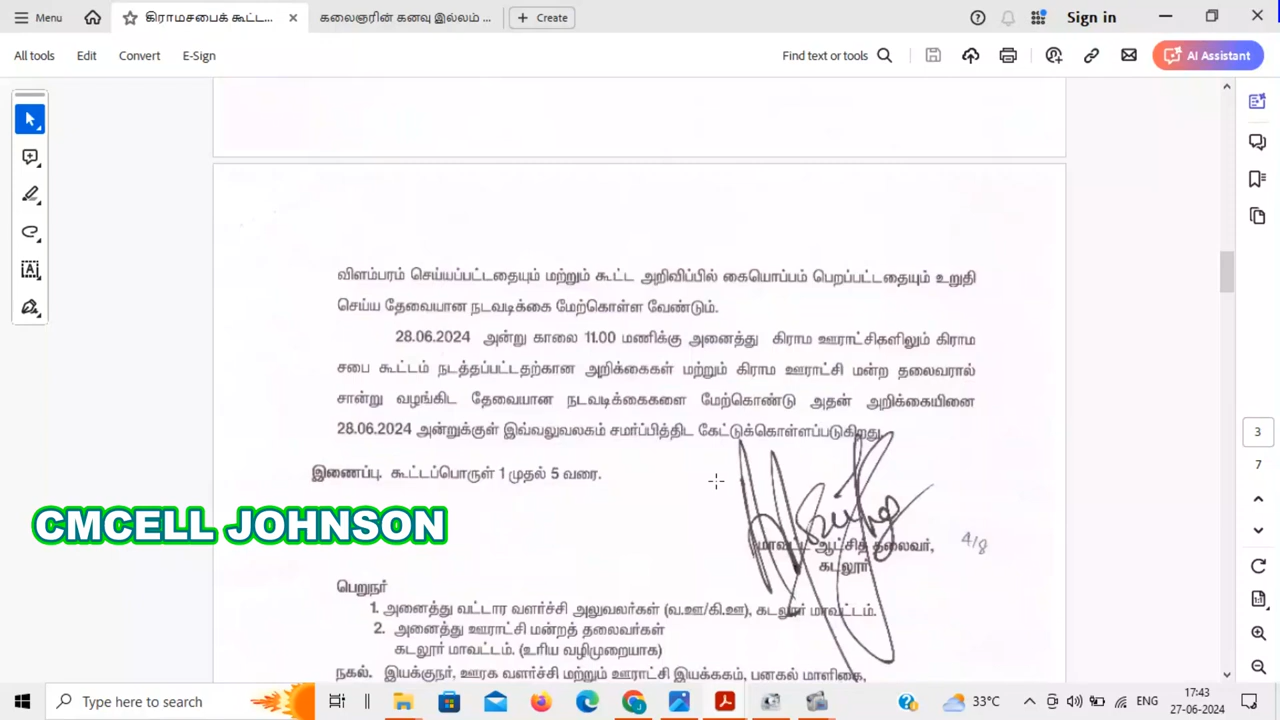 Menu
கிராமசபைக் கூட்ட...
கலைஞரின் கனவு இல்லம் ...
Create
Sign in
All tools
Edit
Convert
E-Sign
Find text or tools
AI Assistant
விளம்பரம் செய்யப்பட்டதையும் மற்றும் கூட்ட அறிவிப்பில் கையொப்பம் பெறப்பட்டதையும் உறுதி
செய்ய தேவையான நடவடிக்கை மேற்கொள்ள வேண்டும்.
28.06.2024 அன்று காலை 11.00 மணிக்கு அனைத்து கிராம ஊராட்சிகளிலும் கிராம
சபை கூட்டம் நடத்தப்பட்டதற்கான அறிக்கைகள் மற்றும் கிராம ஊராட்சி மன்ற தலைவரால்
சான்று வழங்கிட தேவையான நடவடிக்கைகளை மேற்கொண்டு அதன் அறிக்கையினை
28.06.2024 அன்றுக்குள் இவ்வலுவலகம் சமர்ப்பித்திட கேட்டுக்கொள்ளப்படுகிறது.
இணைப்பு. கூட்டப்பொருள் 1 முதல் 5 வரை.
CMCELL JOHNSON
மாவட்ட ஆட்சித் தலைவர்,
கடலூர்.
4/8
பெறுநர்
1. அனைத்து வட்டார வளர்ச்சி அலுவலர்கள் (வ.ஊ/கி.ஊ), கடலூர் மாவட்டம்.
2. அனைத்து ஊராட்சி மன்றத் தலைவர்கள்
கடலூர் மாவட்டம். (உரிய வழிமுறையாக)
நகல். இயக்குநர், ஊரக வளர்ச்சி மற்றும் ஊராட்சி இயக்ககம், பனகல் மாளிகை,
3
7
Type here to search
33°C
ENG
17:43
27-06-2024